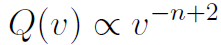 Q(v) ∝ v^{-n+2}